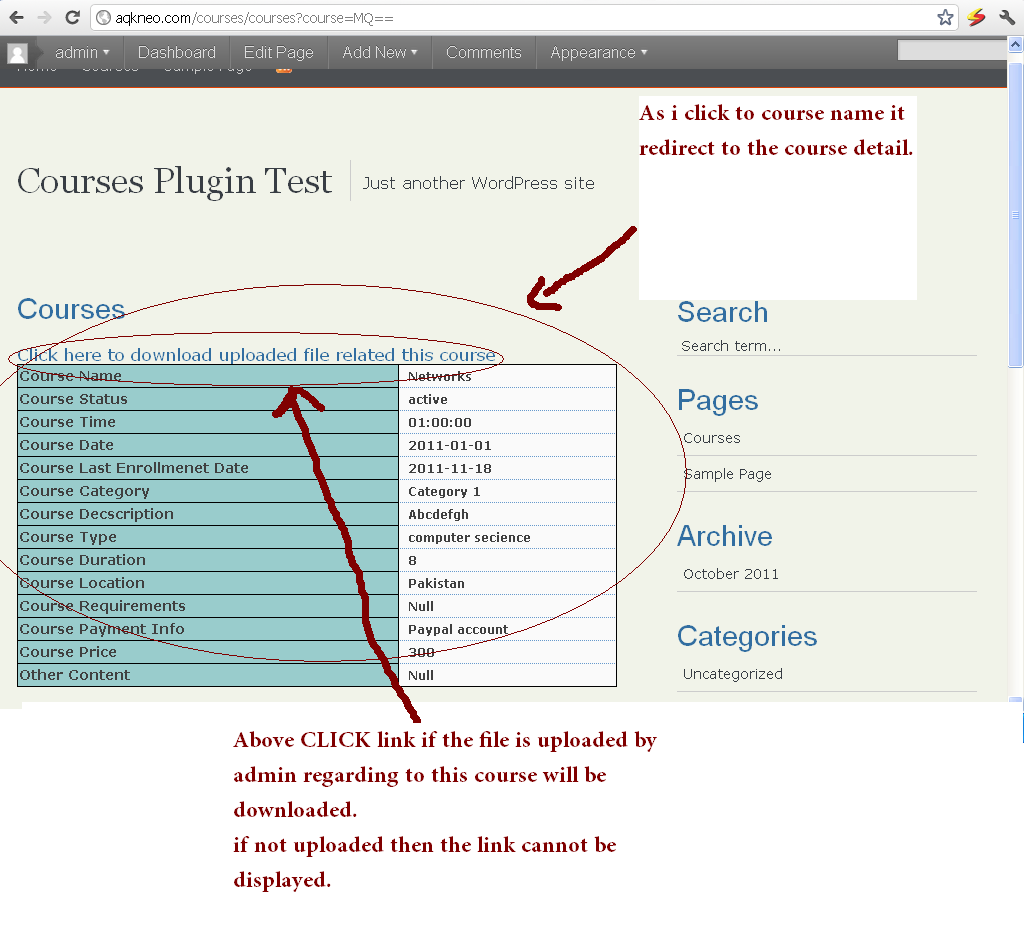 aqkneo.com/courses/courses?course=MQ==
admin Dashboard Edit Page Add New Comments Appearance
Home Courses Sample Page
As i click to course name it
redirect to the course detail.
Courses Plugin Test Just another WordPress site
Courses
Click here to download uploaded file related this course
Course Name Networks
Course Status active
Course Time 01:00:00
Course Date 2011-01-01
Course Last Enrollmenet Date 2011-11-18
Course Category Category 1
Course Decscription Abcdefgh
Course Type computer secience
Course Duration 8
Course Location Pakistan
Course Requirements Null
Course Payment Info Paypal account
Course Price 300
Other Content Null
Search
Search term...
Pages
Courses
Sample Page
Archive
October 2011
Categories
Uncategorized
Above CLICK link if the file is uploaded by
admin regarding to this course will be
downloaded.
if not uploaded then the link cannot be
displayed.